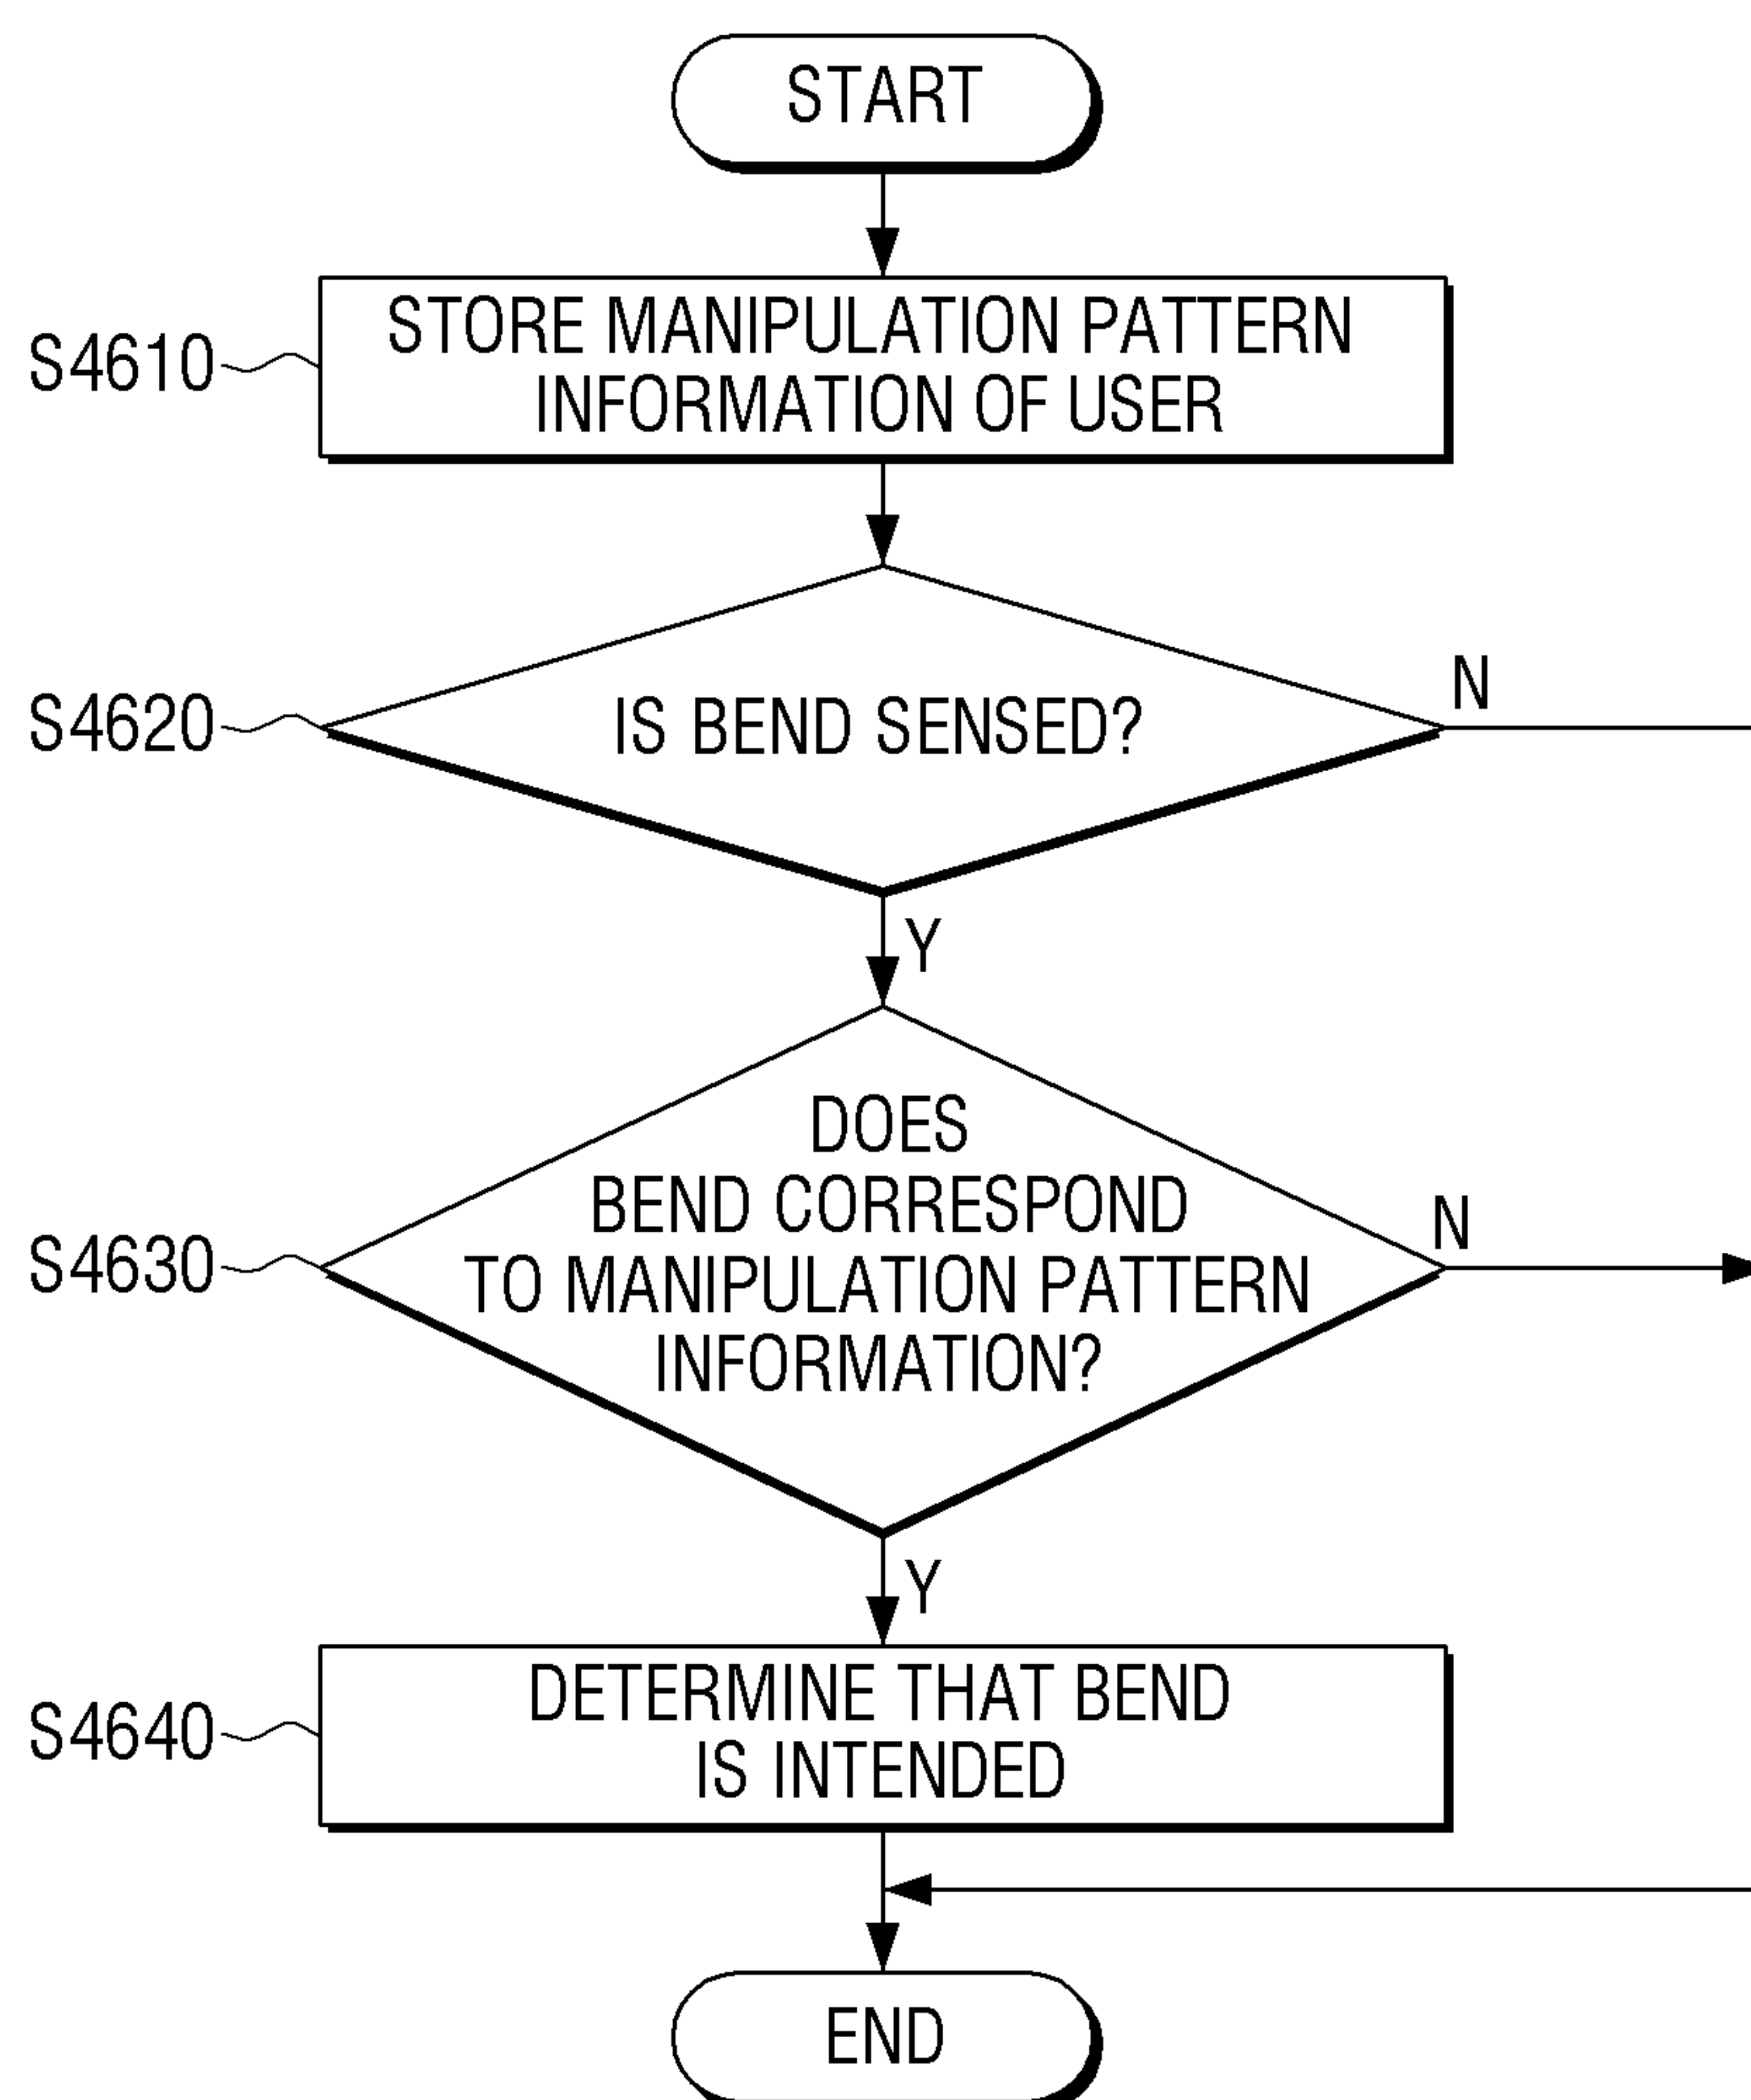 START
S4610
STORE MANIPULATION PATTERN
INFORMATION OF USER
S4620
IS BEND SENSED?
N
Y
S4630
DOES
BEND CORRESPOND
TO MANIPULATION PATTERN
INFORMATION?
N
Y
S4640
DETERMINE THAT BEND
IS INTENDED
END